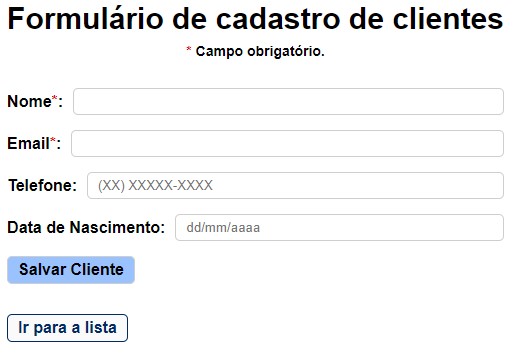 Formulário de cadastro de clientes
* Campo obrigatório.
Nome*:
Email*:
Telefone: (XX) XXXXX-XXXX
Data de Nascimento: dd/mm/aaaa
Salvar Cliente
Ir para a lista